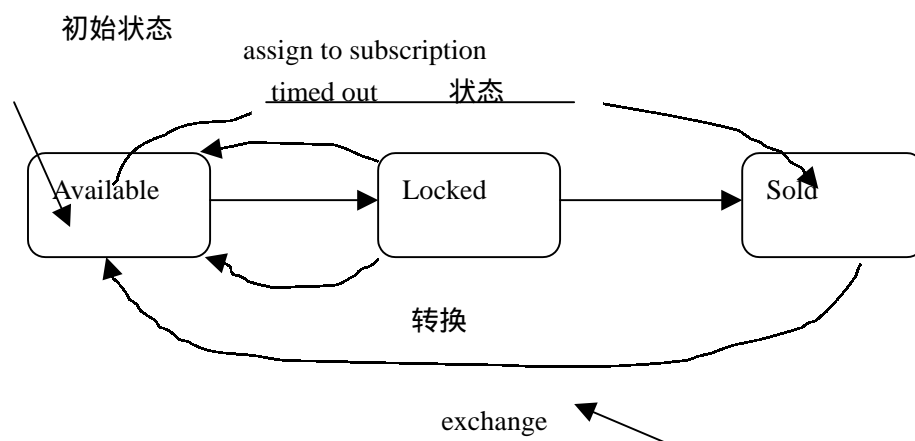 初始状态
assign to subscription
timed out 状态
Available Locked Sold
转换
exchange